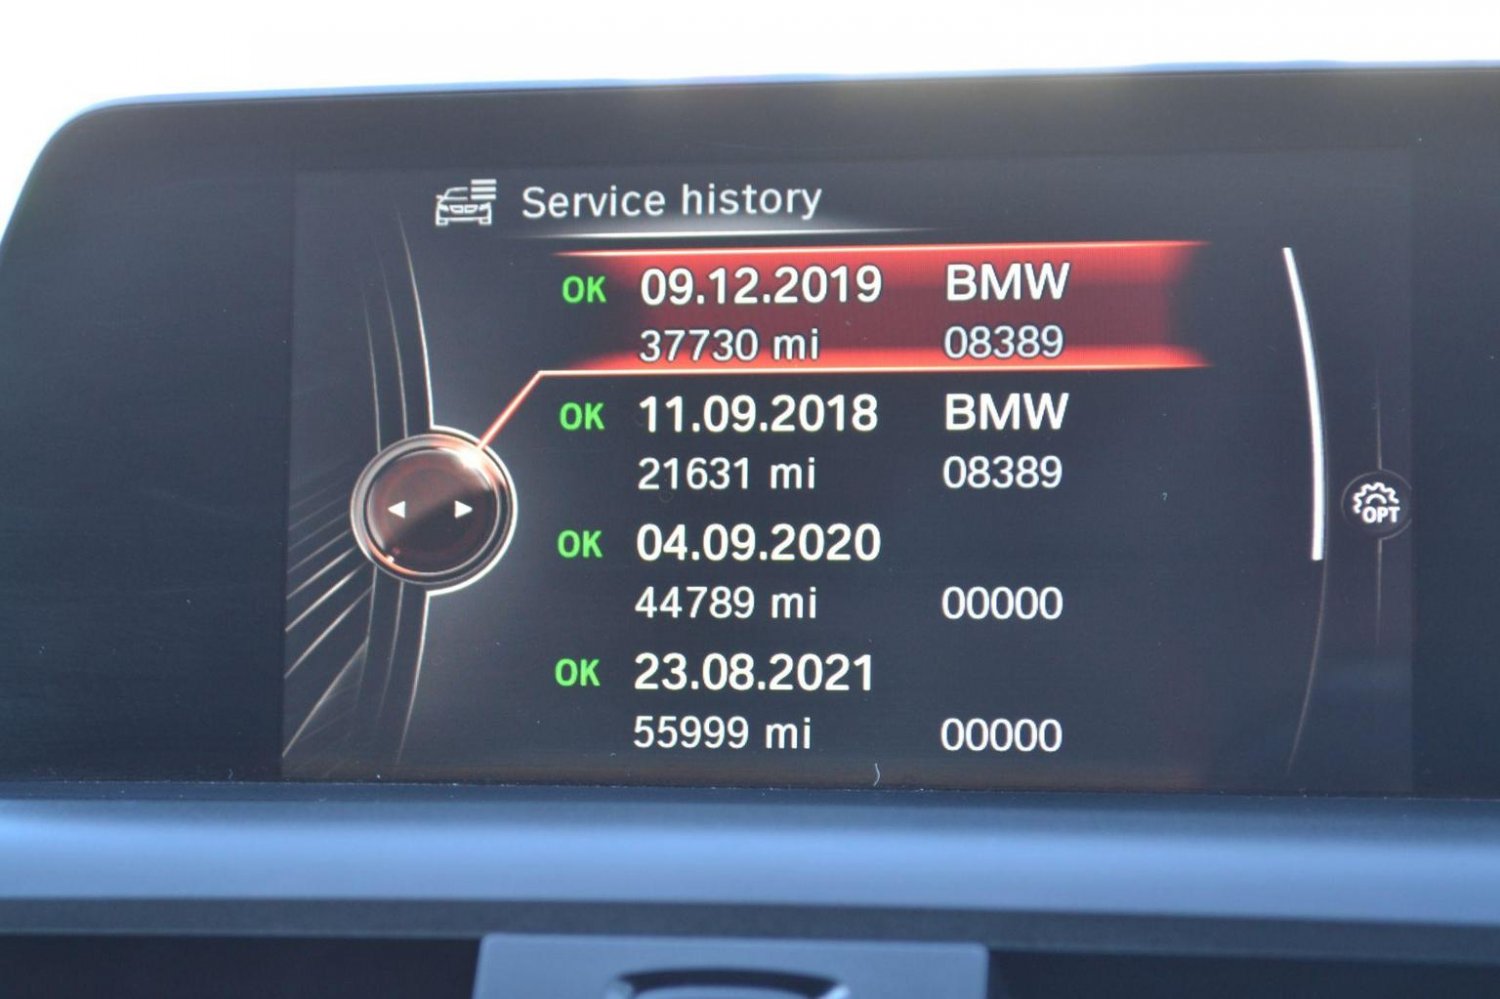 Service history
OK 09.12.2019 BMW
37730 mi 08389
OK 11.09.2018 BMW
21631 mi 08389
OK 04.09.2020
44789 mi 00000
OPT
OK 23.08.2021
55999 mi 00000